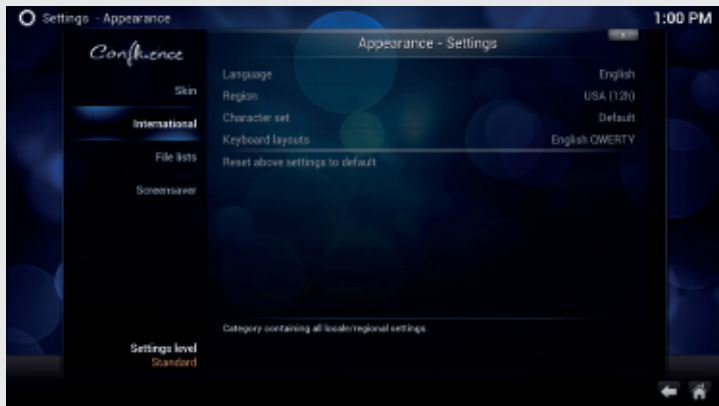 Settings - Appearance
1:00 PM
Confluence
Appearance - Settings
Skin
International
File lists
Screensaver
Language English
Region USA (12h)
Character set Default
Keyboard layouts English QWERTY
Reset above settings to default
Category containing all locale/regional settings.
Settings level
Standard